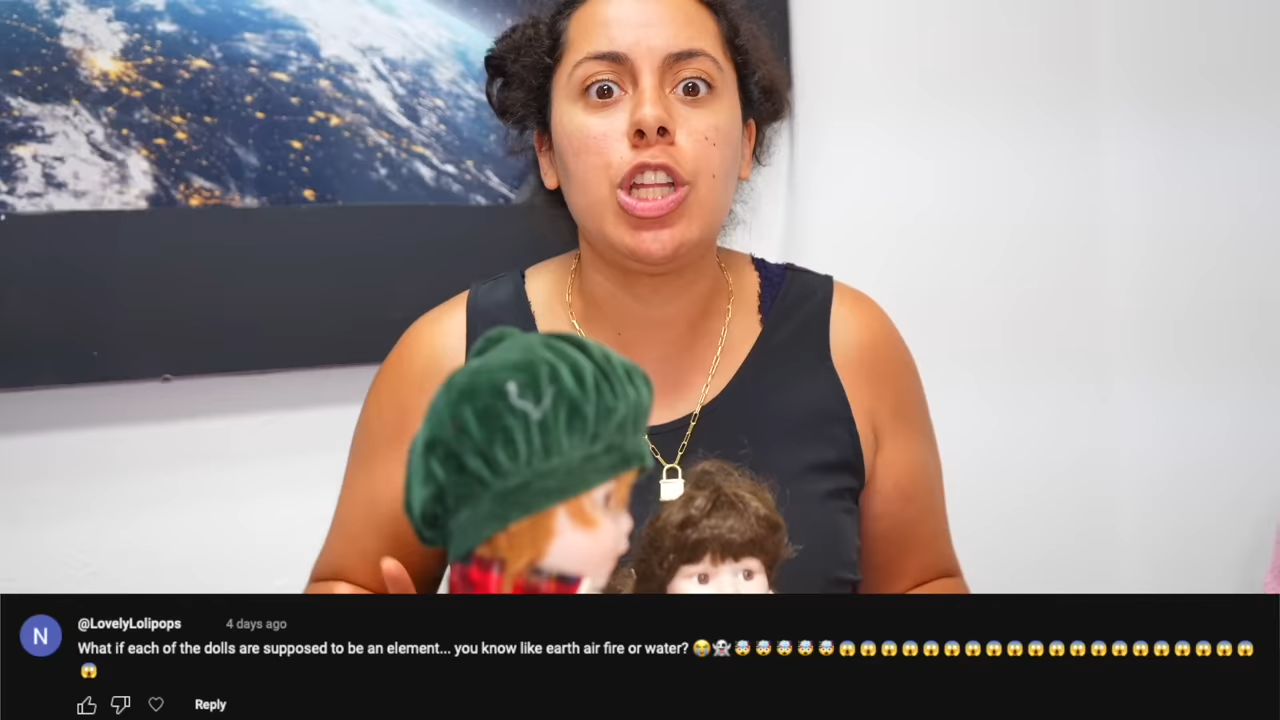 N
@LovelyLolipops 4 days ago
What if each of the dolls are supposed to be an element... you know like earth air fire or water? 😭👻🤯🤯🤯🤯🤯😱😱😱😱😱😱😱😱😱😱😱😱😱😱😱😱😱😱😱😱
😱
Reply